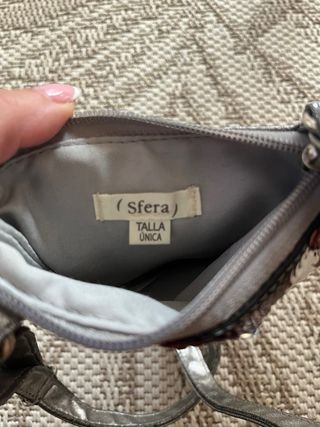 ( Sfera )
TALLA
ÚNICA